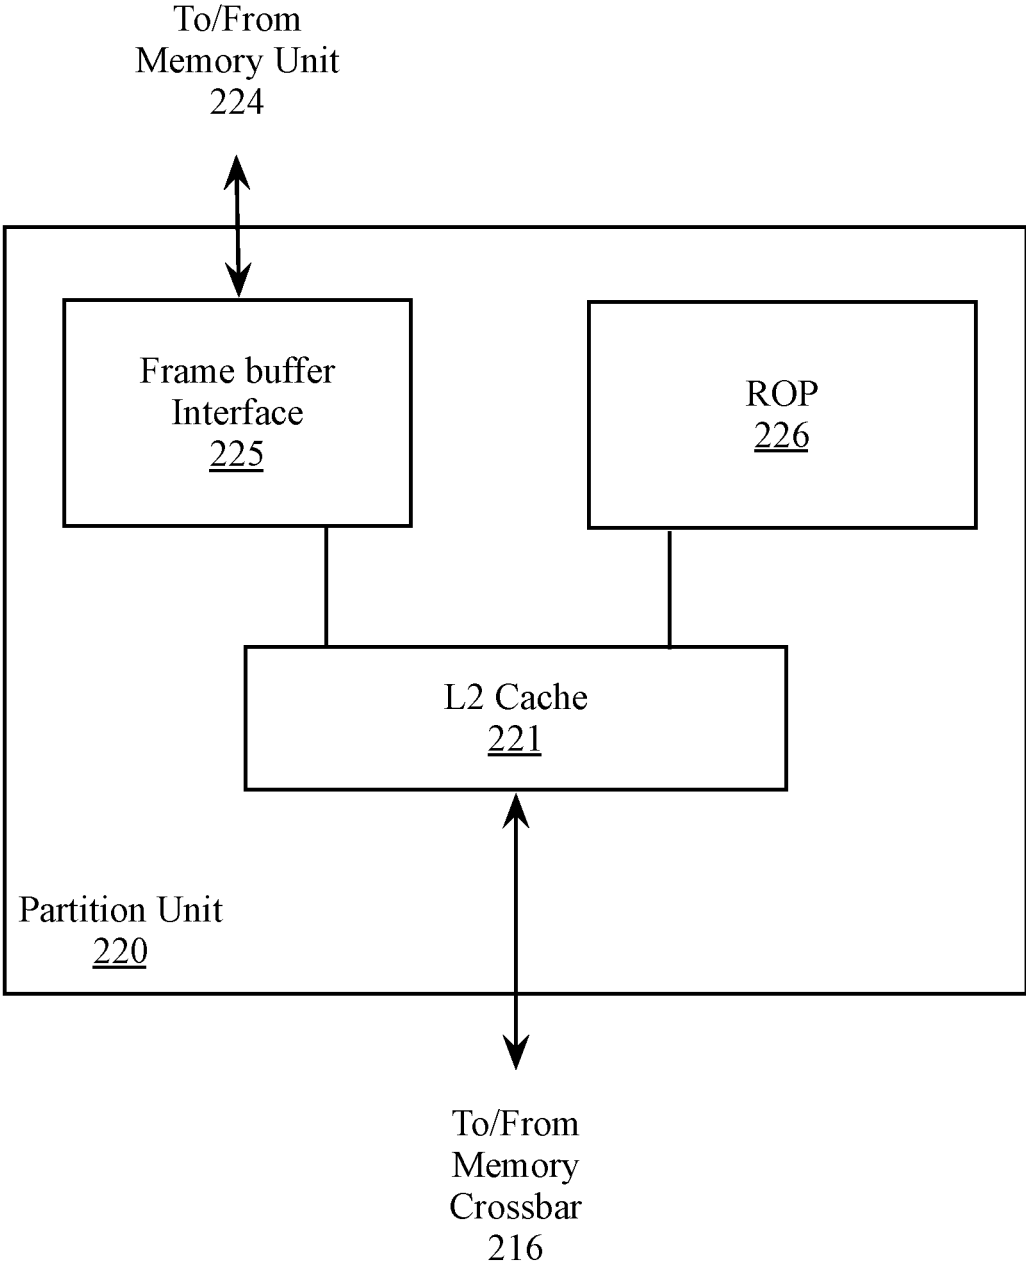 To/From
Memory Unit
224
Frame buffer
Interface
225
ROP
226
L2 Cache
221
Partition Unit
220
To/From
Memory
Crossbar
216